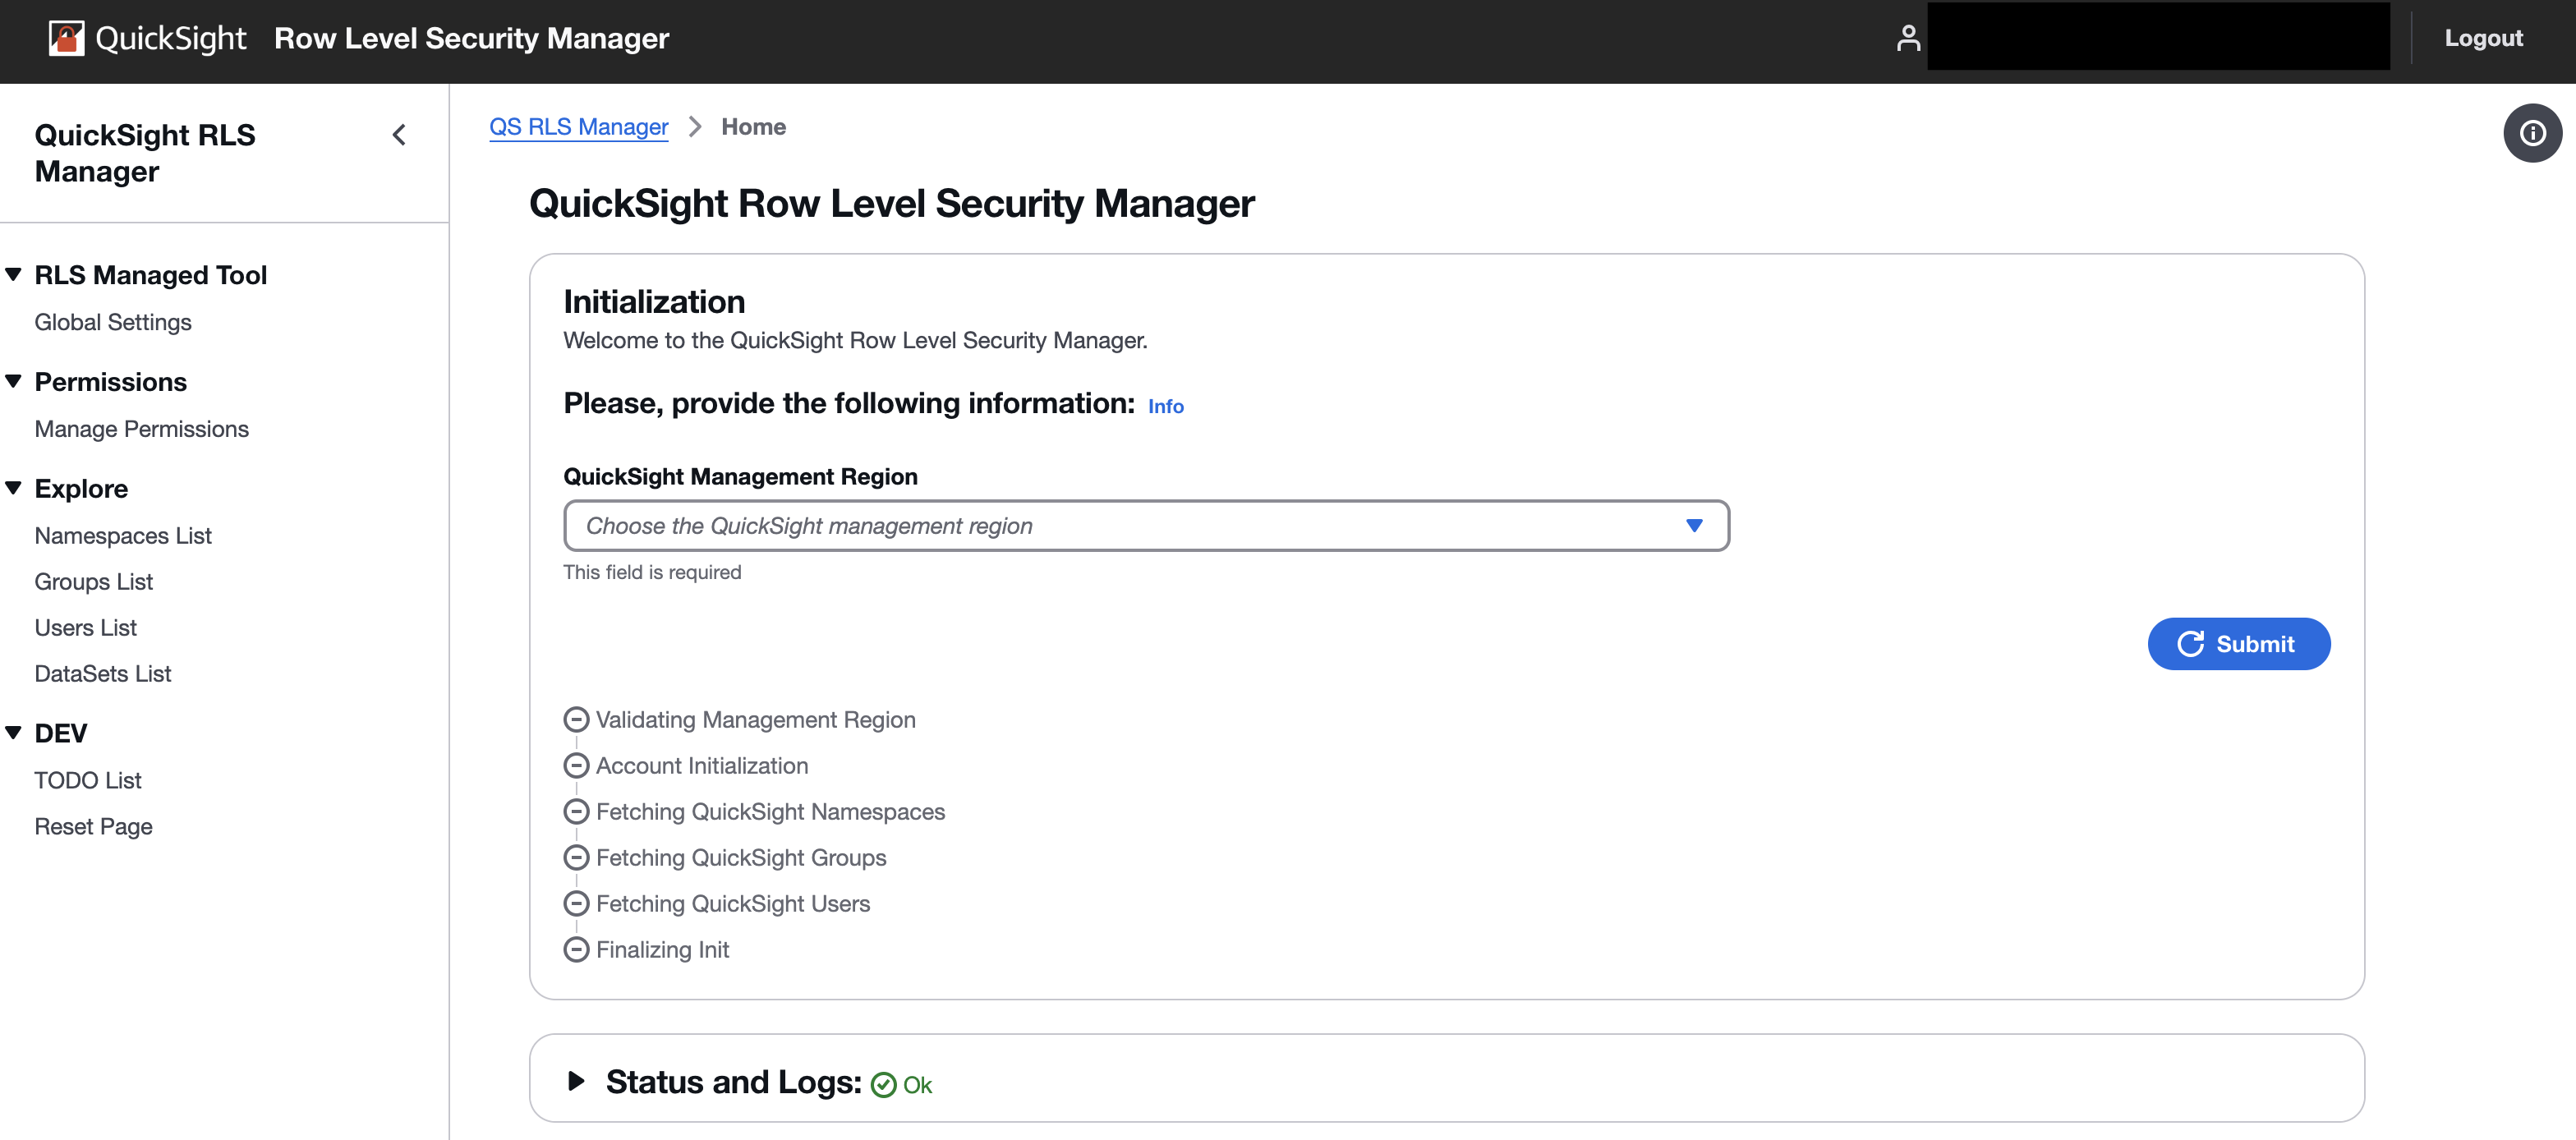 QuickSight Row Level Security Manager
Logout
QuickSight RLS
Manager
RLS Managed Tool
Global Settings
Permissions
Manage Permissions
Explore
Namespaces List
Groups List
Users List
DataSets List
DEV
TODO List
Reset Page
QS RLS Manager > Home
QuickSight Row Level Security Manager
Initialization
Welcome to the QuickSight Row Level Security Manager.
Please, provide the following information: Info
QuickSight Management Region
Choose the QuickSight management region
This field is required
Submit
Validating Management Region
Account Initialization
Fetching QuickSight Namespaces
Fetching QuickSight Groups
Fetching QuickSight Users
Finalizing Init
Status and Logs: Ok